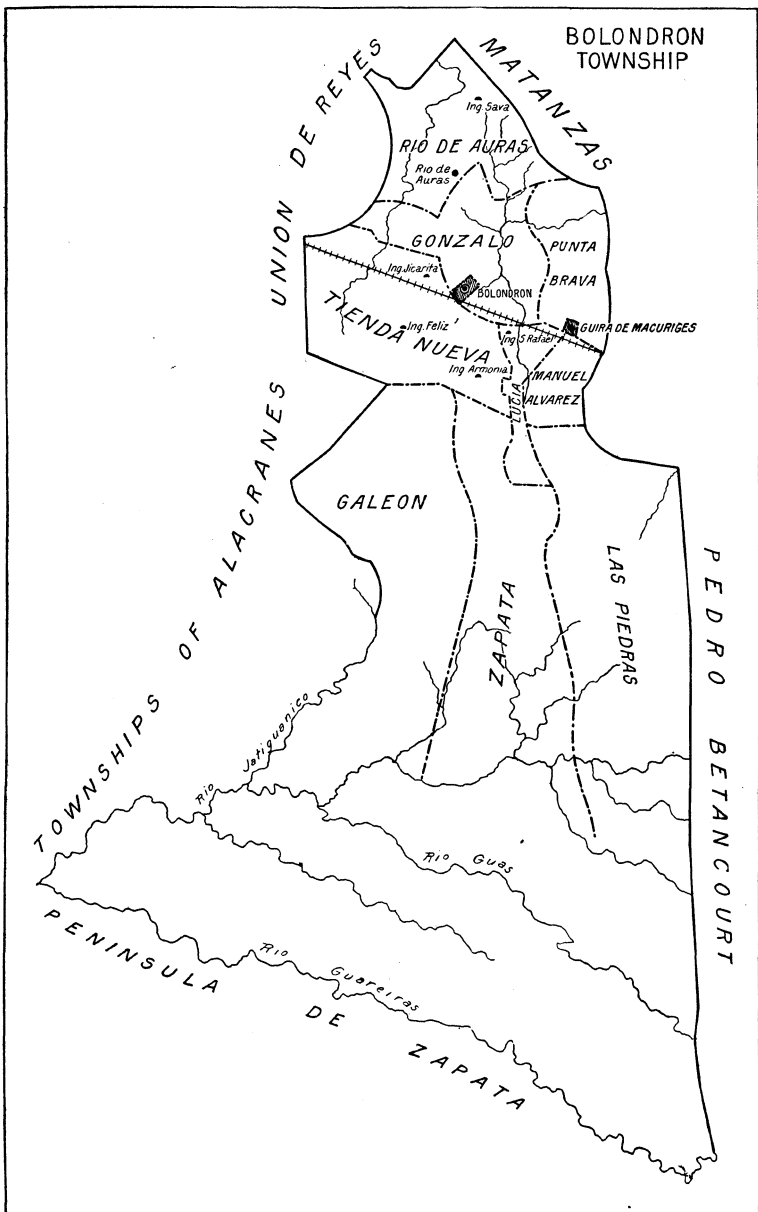 BOLONDRON
TOWNSHIP
MATANZAS
UNION DE REYES
Ing. Sava
RIO DE AURAS
Rio de
Auras
GONZALO
PUNTA
BRAVA
Ing. Jicarita
BOLONDRON
TIENDA NUEVA
Ing. Feliz
Ing S Rafael
GUIRA DE MACURIGES
Ing Armonia
LUCIA
MANUEL
ALVAREZ
TOWNSHIPS OF ALACRANES
GALEON
ZAPATA
LAS PIEDRAS
PEDRO BETANCOURT
Rio Jatiguanico
Rio Guas
Rio Guareiras
PENINSULA DE ZAPATA